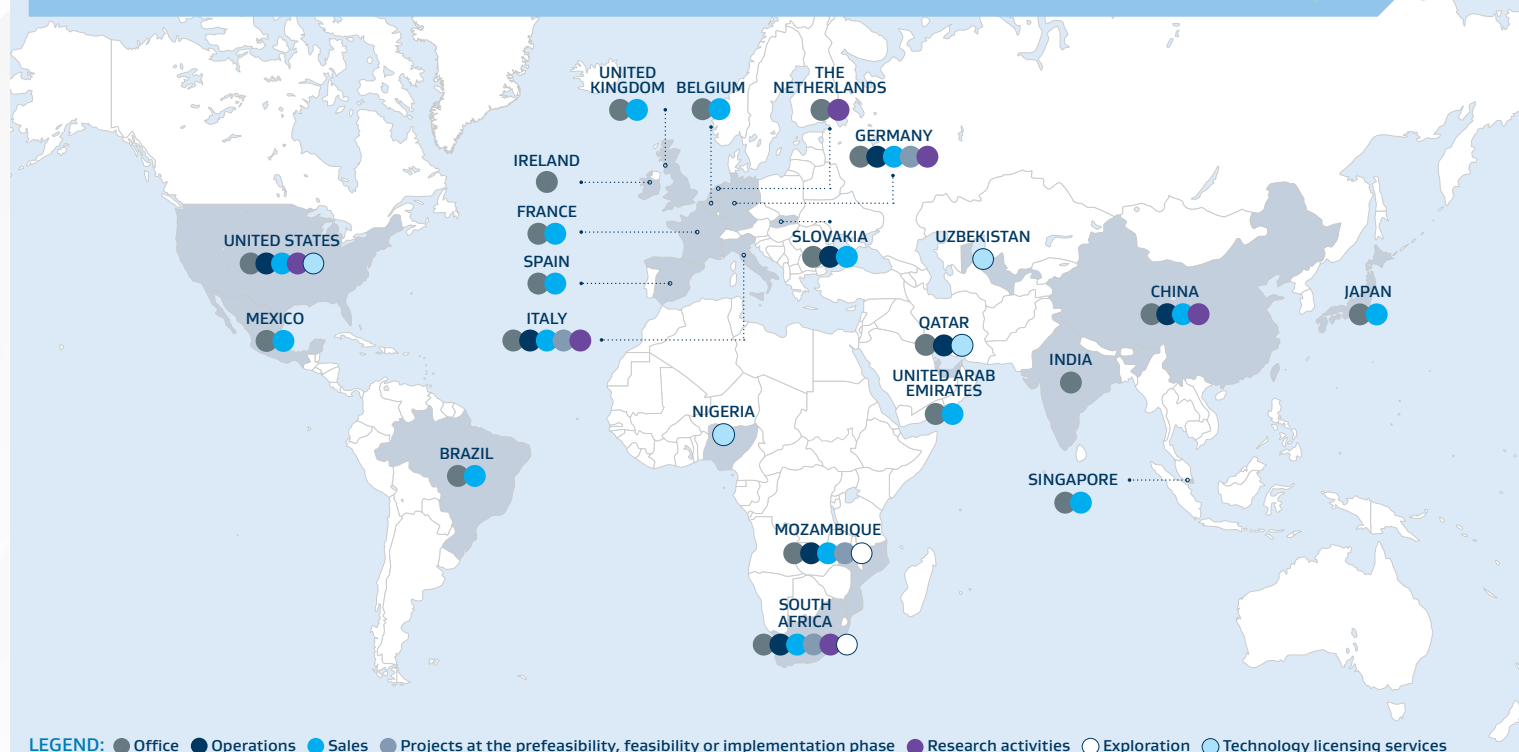 UNITED
KINGDOM
BELGIUM
THE
NETHERLANDS
GERMANY
IRELAND
FRANCE
SLOVAKIA
UZBEKISTAN
UNITED STATES
SPAIN
CHINA
JAPAN
MEXICO
ITALY
QATAR
INDIA
UNITED ARAB
EMIRATES
NIGERIA
BRAZIL
SINGAPORE
MOZAMBIQUE
SOUTH
AFRICA
LEGEND: Office Operations Sales Projects at the prefeasibility, feasibility or implementation phase Research activities Exploration Technology licensing services